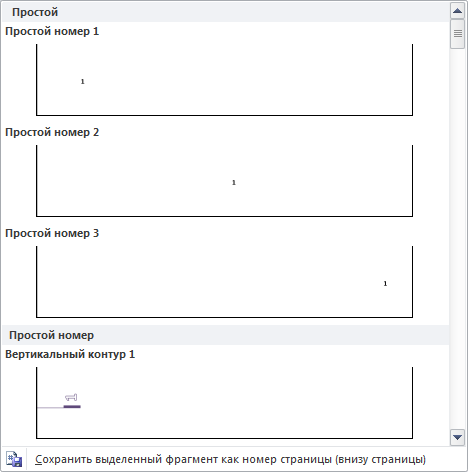 Простой
Простой номер 1
1
Простой номер 2
1
Простой номер 3
1
Простой номер
Вертикальный контур 1
Сохранить выделенный фрагмент как номер страницы (внизу страницы)